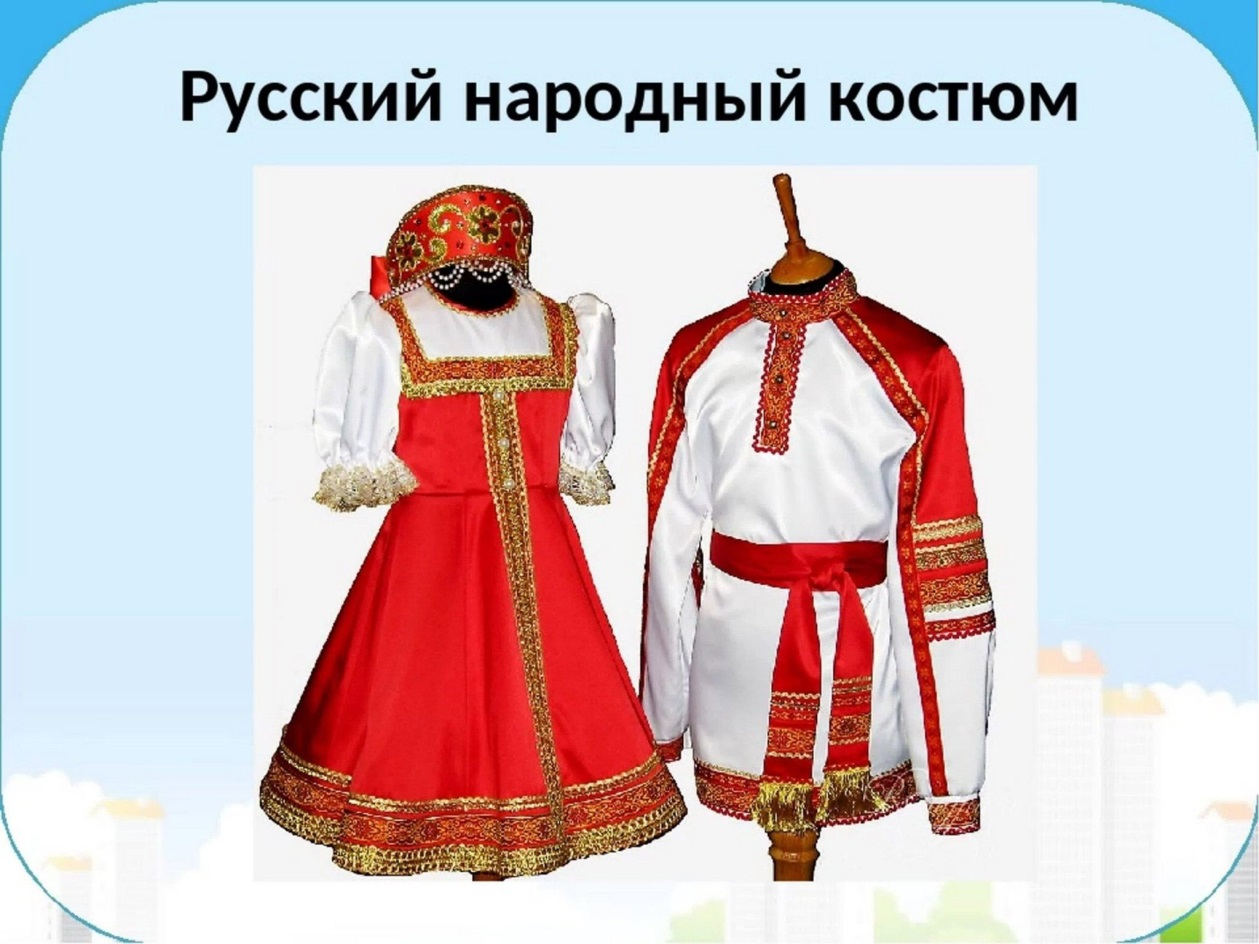 Русский народный костюм